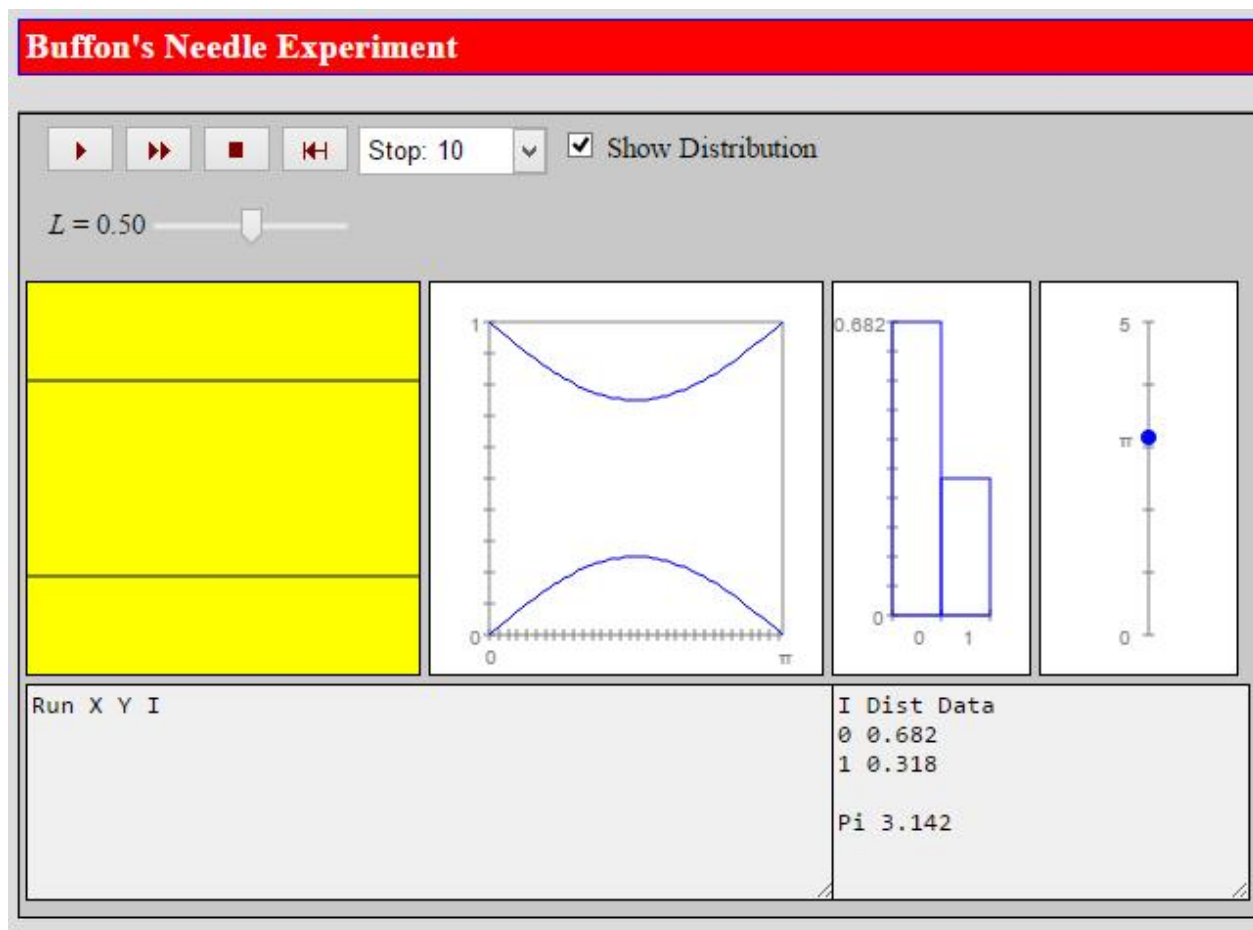 Buffon's Needle Experiment
Stop: 10
Show Distribution
L = 0.50
1
0
0
π
0.682
0
0 1
5
π
0
Run X Y I
I Dist Data
0 0.682
1 0.318
Pi 3.142